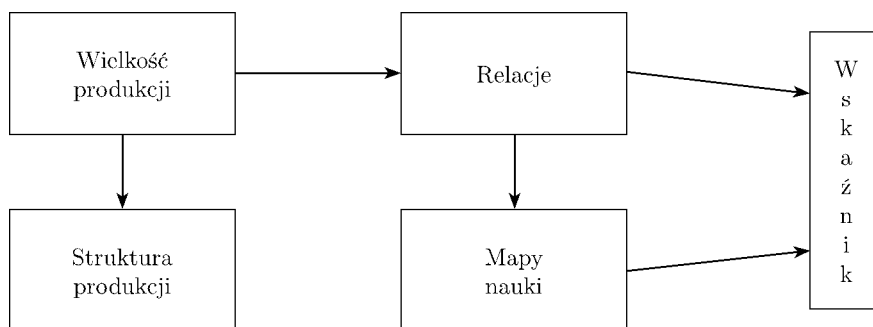 Wielkość
produkcji
Relacje
Struktura
produkcji
Mapy
nauki
W
s
k
a
ź
n
i
k